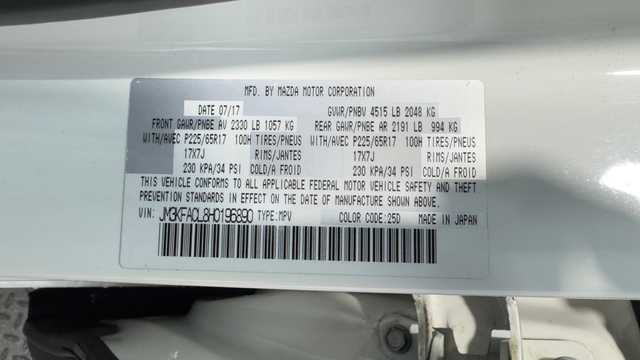 MFD. BY MAZDA MOTOR CORPORATION
DATE 07/17 GVWR/PNBV 4515 LB 2048 KG
FRONT GAWR/PNBE AV 2330 LB 1057 KG REAR GAWR/PNBE AR 2191 LB 994 KG
WITH/AVEC P225/65R17 100H TIRES/PNEUS WITH/AVEC P225/65R17 100H TIRES/PNEUS
17X7J RIMS/JANTES 17X7J RIMS/JANTES
230 KPA/34 PSI COLD/A FROID 230 KPA/34 PSI COLD/A FROID
THIS VEHICLE CONFORMS TO ALL APPLICABLE FEDERAL MOTOR VEHICLE SAFETY, BUMPER, AND THEFT
PREVENTION STANDARDS IN EFFECT ON THE DATE OF MANUFACTURE SHOWN ABOVE.
VIN: JM3KFACL8H0196890 TYPE:MPV COLOR CODE:25D MADE IN JAPAN